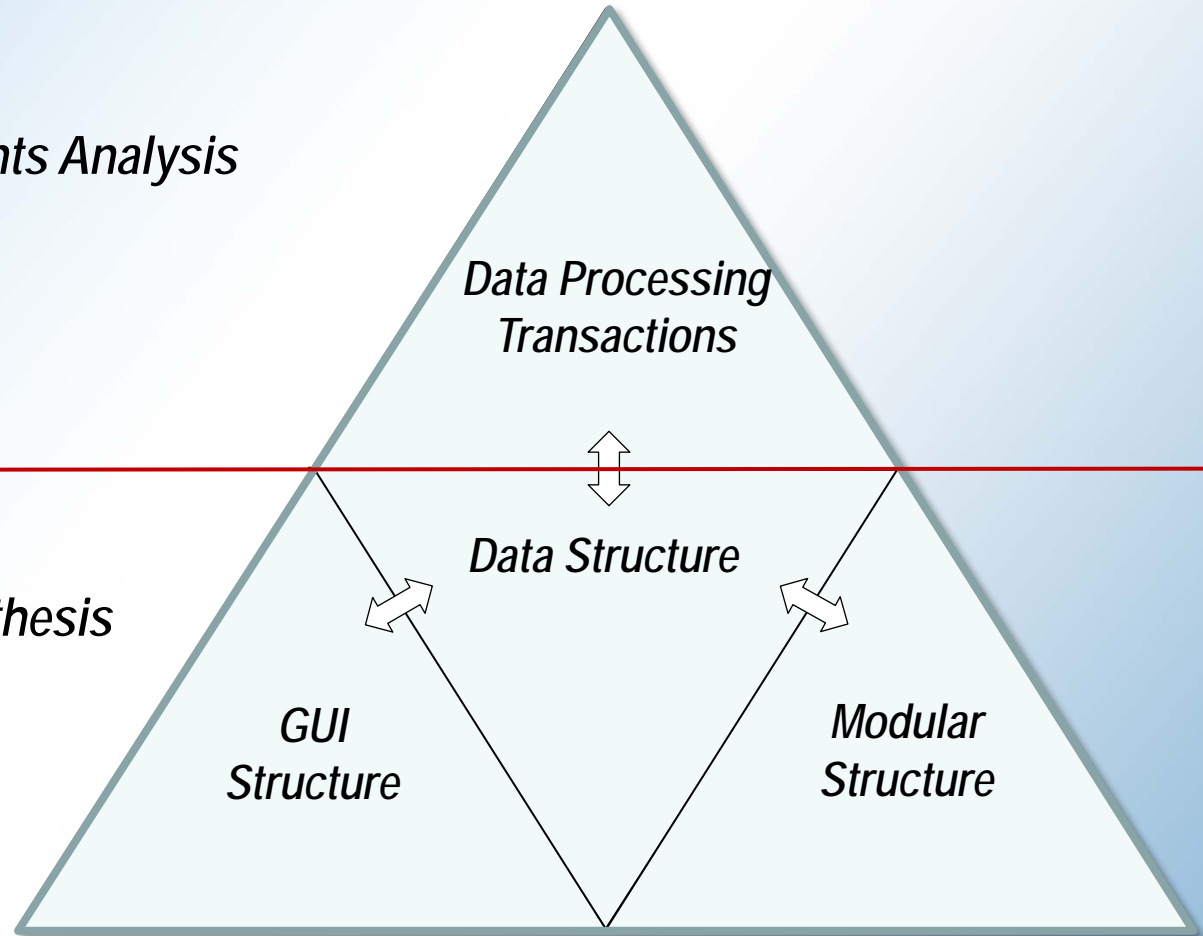 nts Analysis
Data Processing
Transactions
Data Structure
thesis
GUI
Structure
Modular
Structure